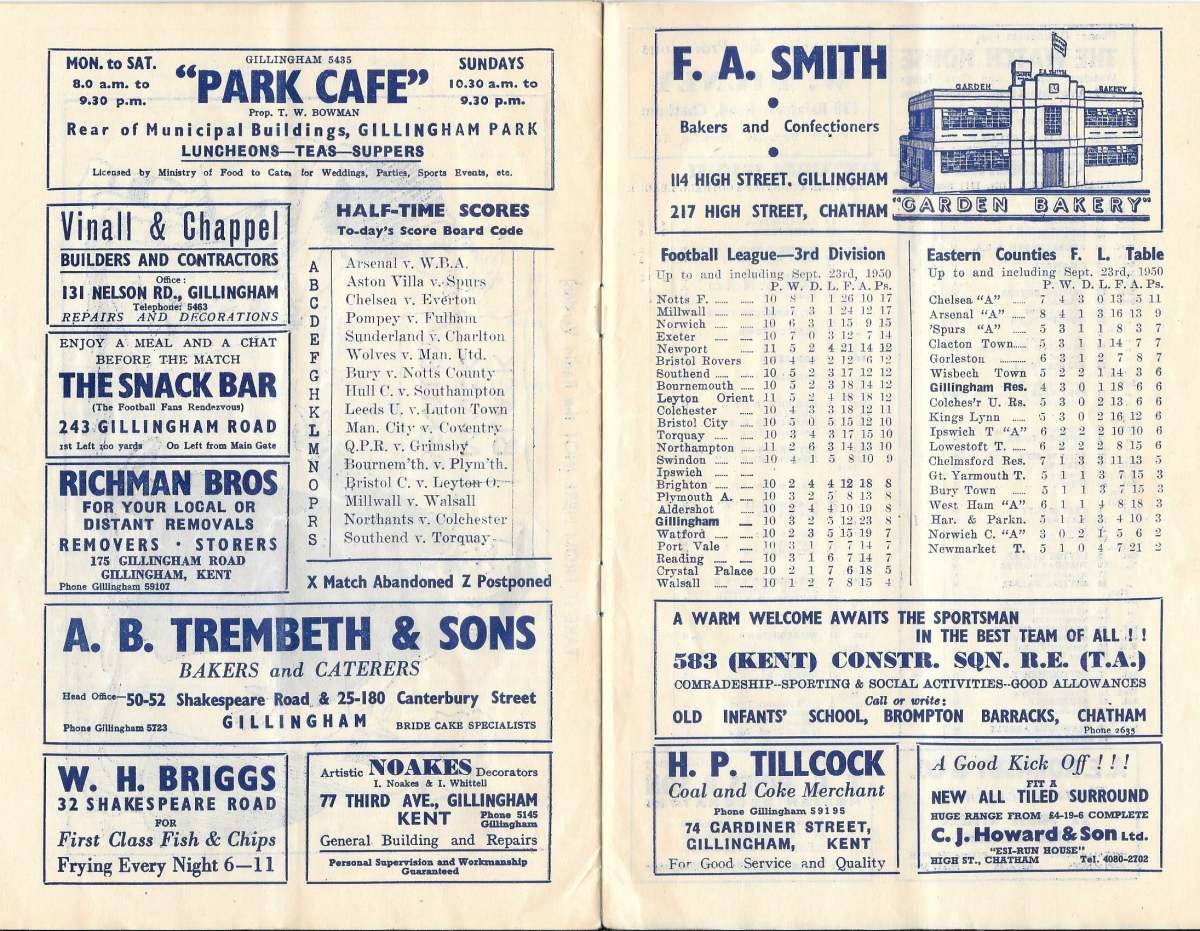 MON. to SAT.
8.0 a.m. to
9.30 p.m.
GILLINGHAM 5435
"PARK CAFE"
Prop. T. W. BOWMAN
SUNDAYS
10.30 a.m. to
9.30 p.m.
Rear of Municipal Buildings, GILLINGHAM PARK
LUNCHEONS—TEAS—SUPPERS
Licensed by Ministry of Food to Cate, for Weddings, Parties, Sports Events, etc.
Vinall & Chappel
BUILDERS AND CONTRACTORS
Office:
131 NELSON RD., GILLINGHAM
Telephone: 5463
REPAIRS AND DECORATIONS
ENJOY A MEAL AND A CHAT
BEFORE THE MATCH
THE SNACK BAR
(The Football Fans Rendezvous)
243 GILLINGHAM ROAD
1st Left 100 yards On Left from Main Gate
RICHMAN BROS
FOR YOUR LOCAL OR
DISTANT REMOVALS
REMOVERS · STORERS
175 GILLINGHAM ROAD
GILLINGHAM, KENT
Phone Gillingham 59107
HALF-TIME SCORES
To-day's Score Board Code
A Arsenal v. W.B.A.
B Aston Villa v. Spurs
C Chelsea v. Everton
D Pompey v. Fulham
E Sunderland v. Charlton
F Wolves v. Man. Utd.
G Bury v. Notts County
H Hull C. v. Southampton
K Leeds U. v. Luton Town
L Man. City v. Coventry
M Q.P.R. v. Grimsby
N Bournem'th. v. Plym'th.
O Bristol C. v. Leyton O.
P Millwall v. Walsall
R Northants v. Colchester
S Southend v. Torquay
X Match Abandoned Z Postponed
A. B. TREMBETH & SONS
BAKERS and CATERERS
Head Office—50-52 Shakespeare Road & 25-180 Canterbury Street
Phone Gillingham 5723 GILLINGHAM BRIDE CAKE SPECIALISTS
W. H. BRIGGS
32 SHAKESPEARE ROAD
FOR
First Class Fish & Chips
Frying Every Night 6—11
Artistic NOAKES Decorators
I. Noakes & I. Whittell
77 THIRD AVE., GILLINGHAM
KENT Phone 5145
Gillingham
General Building and Repairs
Personal Supervision and Workmanship
Guaranteed
F. A. SMITH
Bakers and Confectioners
114 HIGH STREET. GILLINGHAM
217 HIGH STREET, CHATHAM
GARDEN
F.A. SMITH
BAKERY
"GARDEN BAKERY"
Football League—3rd Division
Up to and including Sept. 23rd, 1950
P. W. D. L. F. A. Ps.
Notts F. 10 8 1 1 26 10 17
Millwall 11 7 3 1 24 12 17
Norwich 10 6 3 1 15 9 15
Exeter 10 7 0 3 12 7 14
Newport 11 5 2 4 21 14 12
Bristol Rovers 10 4 4 2 12 6 12
Southend 10 5 2 3 17 12 12
Bournemouth 10 5 2 3 18 14 12
Leyton Orient 11 5 2 4 18 18 12
Colchester 10 4 3 3 18 12 11
Bristol City 10 5 0 5 15 12 10
Torquay 10 3 4 3 17 15 10
Northampton 11 2 6 3 14 13 10
Swindon 10 4 1 5 8 10 9
Ipswich
Brighton 10 2 4 4 12 18 8
Plymouth A. 10 3 2 5 8 13 8
Aldershot 10 2 4 4 10 19 8
Gillingham 10 3 2 5 12 23 8
Watford 10 2 3 5 15 19 7
Port Vale 10 3 1 7 7 14 7
Reading 10 3 1 6 7 14 7
Crystal Palace 10 2 1 7 6 18 5
Walsall 10 1 2 7 8 15 4
Eastern Counties F. L. Table
Up to and including Sept. 23rd, 1950
P. W. D. L. F. A. Ps.
Chelsea "A" 7 4 3 0 13 5 11
Arsenal "A" 8 4 1 3 16 13 9
'Spurs "A" 5 3 1 1 8 3 7
Clacton Town 5 3 1 1 14 7 7
Gorleston 6 3 1 2 7 8 7
Wisbech Town 5 2 2 1 14 3 6
Gillingham Res. 4 3 0 1 18 6 6
Colches'r U. Rs. 5 3 0 2 13 6 6
Kings Lynn 5 3 0 2 16 12 6
Ipswich T "A" 6 2 2 2 10 10 6
Lowestoft T. 6 2 2 2 8 15 6
Chelmsford Res. 7 1 3 3 11 13 5
Gt. Yarmouth T. 5 1 1 3 7 15 3
Bury Town 5 1 1 3 7 15 3
West Ham "A" 6 1 1 4 8 18 3
Har. & Parkn. 5 1 1 3 4 10 3
Norwich C. "A" 3 0 2 1 5 6 2
Newmarket T. 5 1 0 4 7 21 2
A WARM WELCOME AWAITS THE SPORTSMAN
IN THE BEST TEAM OF ALL ! !
583 (KENT) CONSTR. SQN. R.E. (T.A.)
COMRADESHIP--SPORTING & SOCIAL ACTIVITIES--GOOD ALLOWANCES
Call or write:
OLD INFANTS' SCHOOL, BROMPTON BARRACKS, CHATHAM
Phone 2635
H. P. TILLCOCK
Coal and Coke Merchant
Phone Gillingham 59195
74 GARDINER STREET,
GILLINGHAM, KENT
For Good Service and Quality
A Good Kick Off ! ! !
FIT A
NEW ALL TILED SURROUND
HUGE RANGE FROM £4-19-6 COMPLETE
C. J. Howard & Son Ltd.
"ESI-RUN HOUSE"
HIGH ST., CHATHAM Tel. 4080-2702